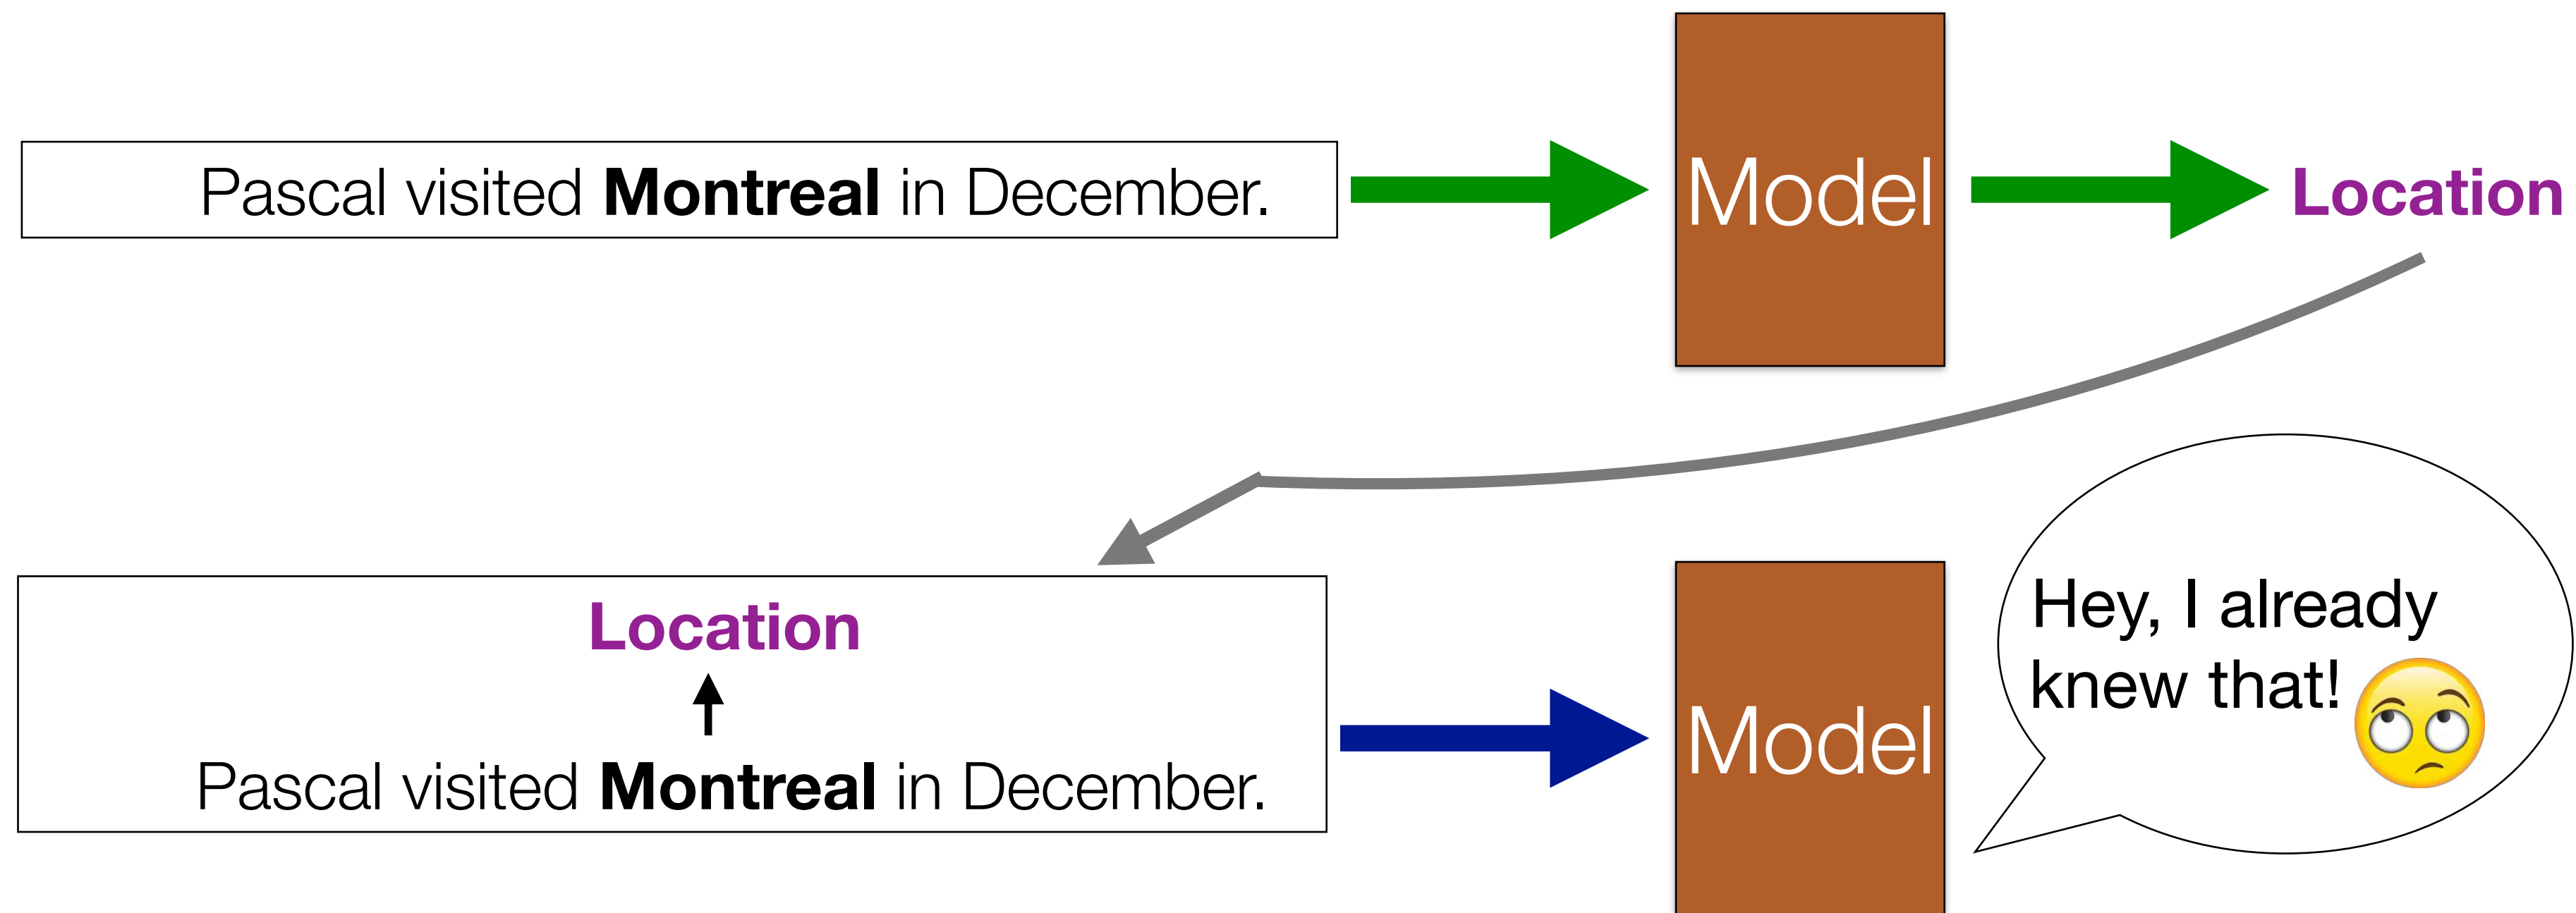 Pascal visited Montreal in December.
Model
Location
Location
Pascal visited Montreal in December.
Model
Hey, I already
knew that!